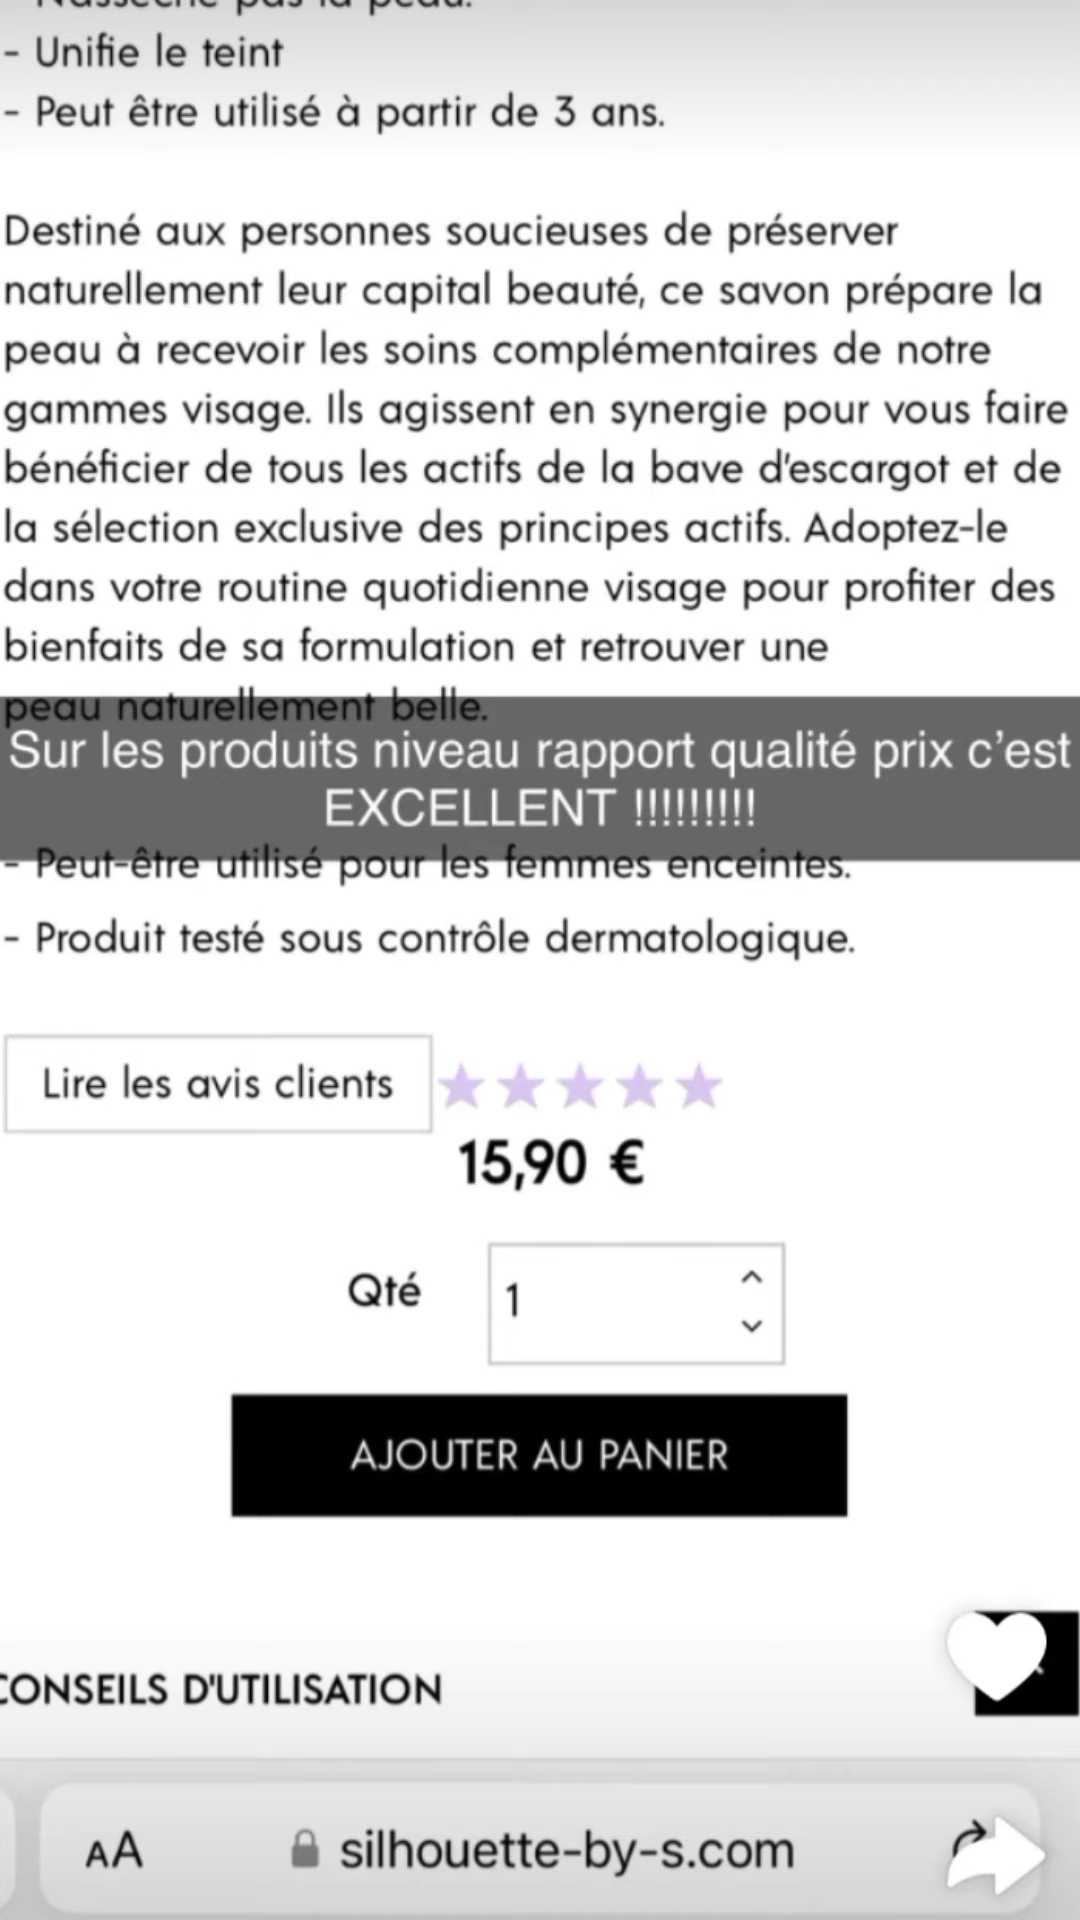 N'assèche pas la peau.
- Unifie le teint
- Peut être utilisé à partir de 3 ans.
Destiné aux personnes soucieuses de préserver
naturellement leur capital beauté, ce savon prépare la
peau à recevoir les soins complémentaires de notre
gammes visage. Ils agissent en synergie pour vous faire
bénéficier de tous les actifs de la bave d'escargot et de
la sélection exclusive des principes actifs. Adoptez-le
dans votre routine quotidienne visage pour profiter des
bienfaits de sa formulation et retrouver une
peau naturellement belle.
Sur les produits niveau rapport qualité prix c'est
EXCELLENT !!!!!!!!!
- Peut-être utilisé pour les femmes enceintes.
- Produit testé sous contrôle dermatologique.
Lire les avis clients
15,90 €
Qté 1
AJOUTER AU PANIER
CONSEILS D'UTILISATION
AA silhouette-by-s.com